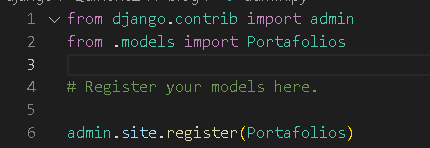 from django.contrib import admin
from .models import Portafolios
# Register your models here.
admin.site.register(Portafolios)